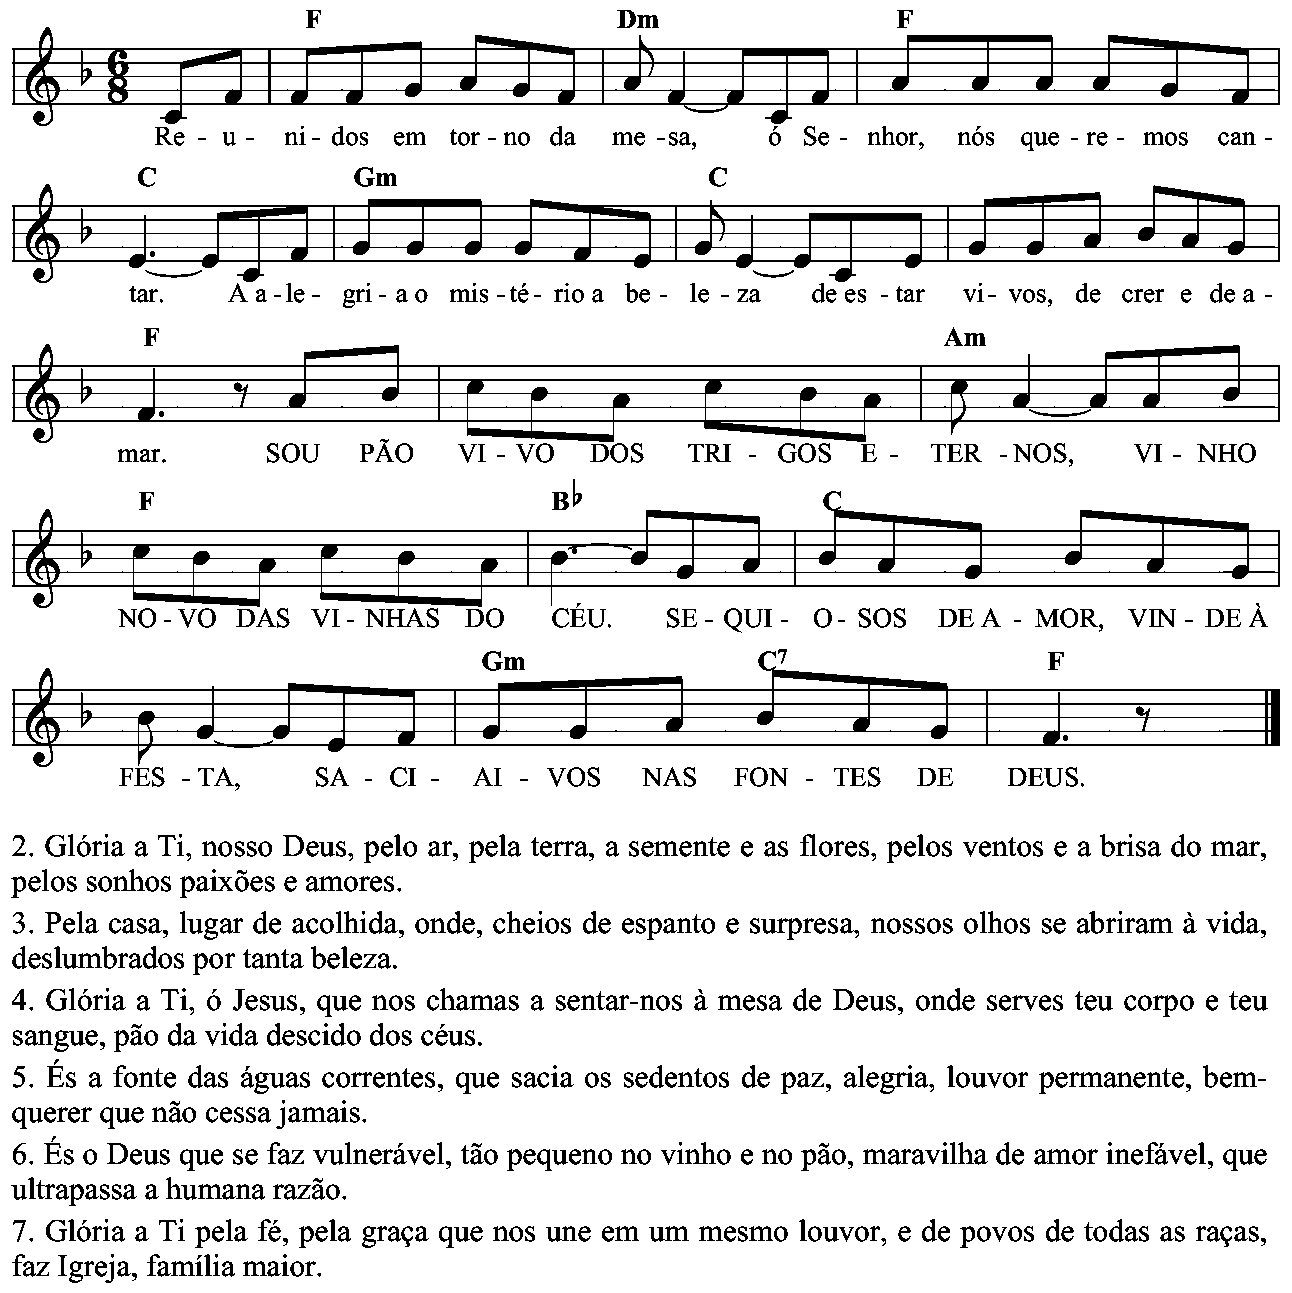 F Dm F
6
8
Re - u - ni - dos em tor - no da me - sa, ó Se - nhor, nós que - re - mos can -
C Gm C
tar. A a - le - gri - a o mis - té - rio a be - le - za de es - tar vi - vos, de crer e de a -
F Am
mar. SOU PÃO VI - VO DOS TRI - GOS E - TER - NOS, VI - NHO
F B♭ C
NO - VO DAS VI - NHAS DO CÉU. SE - QUI - O - SOS DE A - MOR, VIN - DE À
Gm C7 F
FES - TA, SA - CI - AI - VOS NAS FON - TES DE DEUS.
2. Glória a Ti, nosso Deus, pelo ar, pela terra, a semente e as flores, pelos ventos e a brisa do mar,
pelos sonhos paixões e amores.
3. Pela casa, lugar de acolhida, onde, cheios de espanto e surpresa, nossos olhos se abriram à vida,
deslumbrados por tanta beleza.
4. Glória a Ti, ó Jesus, que nos chamas a sentar-nos à mesa de Deus, onde serves teu corpo e teu
sangue, pão da vida descido dos céus.
5. És a fonte das águas correntes, que sacia os sedentos de paz, alegria, louvor permanente, bem-
querer que não cessa jamais.
6. És o Deus que se faz vulnerável, tão pequeno no vinho e no pão, maravilha de amor inefável, que
ultrapassa a humana razão.
7. Glória a Ti pela fé, pela graça que nos une em um mesmo louvor, e de povos de todas as raças,
faz Igreja, família maior.